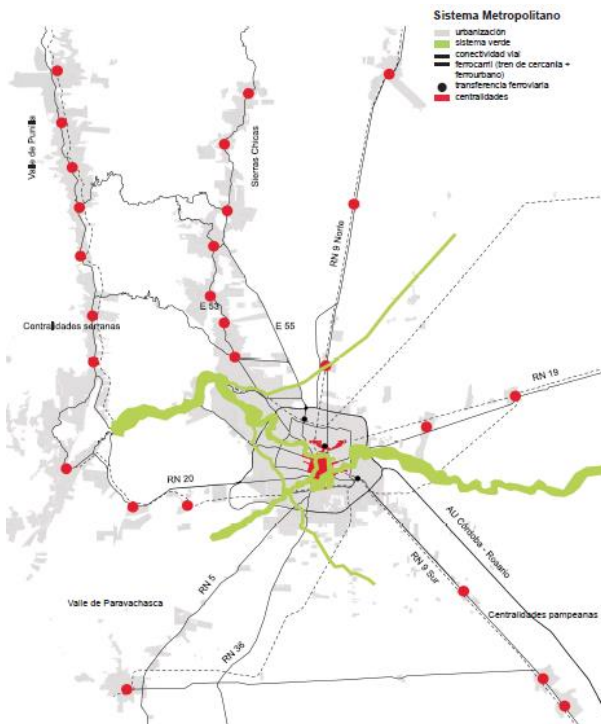 Sistema Metropolitano
urbanización
sistema verde
conectividad vial
ferrocarril (tren de cercanía +
ferrourbano)
transferencia ferroviaria
centralidades
Valle de Punilla
Sierras Chicas
RN 9 Norte
E 53
E 55
Centralidades serranas
RN 19
RN 20
AU Córdoba - Rosario
RN 9 Sur
RN 5
Valle de Paravachasca
Centralidades pampeanas
RN 36